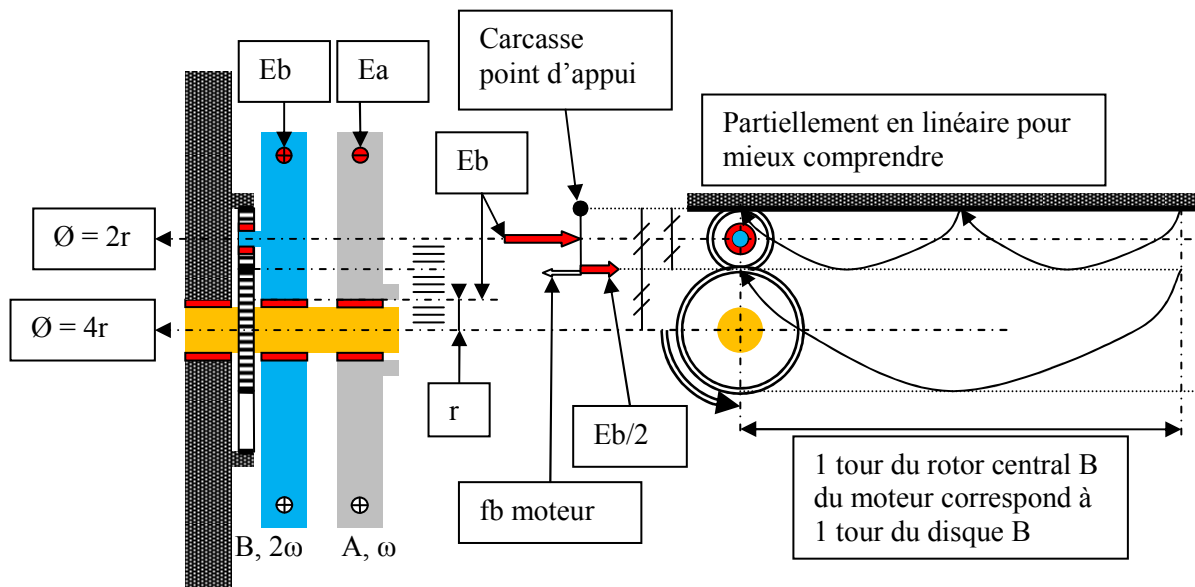 Carcasse
point d’appui
Eb
Ea
Partiellement en linéaire pour
mieux comprendre
Eb
Ø = 2r
Ø = 4r
r
Eb/2
fb moteur
1 tour du rotor central B
du moteur correspond à
1 tour du disque B
B, 2ω
A, ω